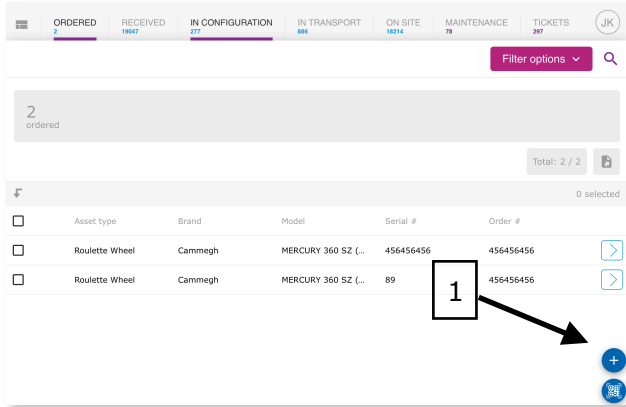 ORDERED RECEIVED IN CONFIGURATION IN TRANSPORT ON SITE MAINTENANCE TICKETS JK
2 19047 277 886 18214 78 297
Filter options
2
ordered
Total: 2 / 2
0 selected
Asset type Brand Model Serial # Order #
Roulette Wheel Cammegh MERCURY 360 SZ (... 456456456 456456456
Roulette Wheel Cammegh MERCURY 360 SZ (... 89 456456456
1